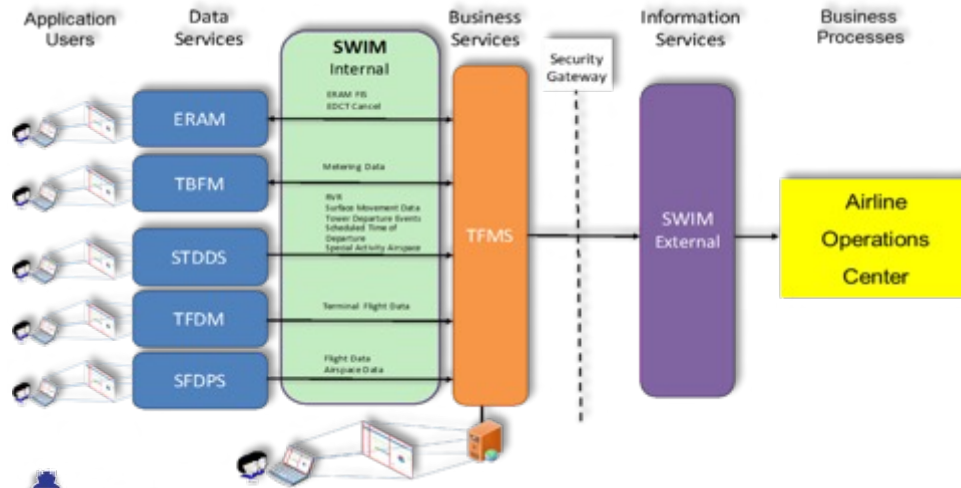 Application
Users
Data
Services
Business
Services
Information
Services
Business
Processes
SWIM
Internal
Security
Gateway
ERAM
ERAM FIS
EDCT Cancel
TBFM
Metering Data
RVR
Surface Movement Data
Tower Departure Events
Scheduled Time of
Departure
Special Activity Airspace
STDDS
TFMS
SWIM
External
Airline
Operations
Center
TFDM
Terminal Flight Data
SFDPS
Flight Data
Airspace Data